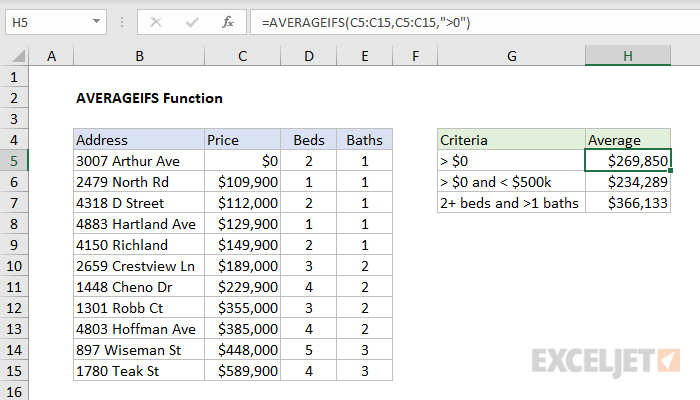 H5 fx =AVERAGEIFS(C5:C15,C5:C15,">0")
A B C D E F G H
1
2 AVERAGEIFS Function
3
4 Address Price Beds Baths Criteria Average
5 3007 Arthur Ave $0 2 1 > $0 $269,850
6 2479 North Rd $109,900 1 1 > $0 and < $500k $234,289
7 4318 D Street $112,000 2 1 2+ beds and >1 baths $366,133
8 4883 Hartland Ave $129,900 1 1
9 4150 Richland $149,900 2 1
10 2659 Crestview Ln $189,000 3 2
11 1448 Cheno Dr $229,900 4 2
12 1301 Robb Ct $355,000 3 2
13 4803 Hoffman Ave $385,000 4 2
14 897 Wiseman St $448,000 5 3
15 1780 Teak St $589,900 4 3
16
EXCELJET